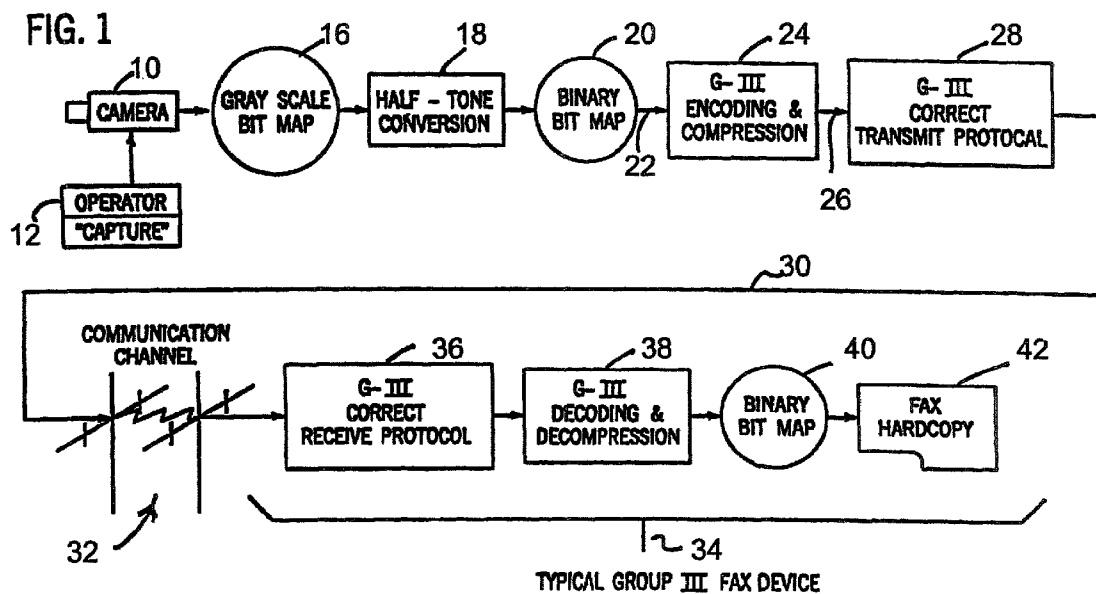 FIG. 1
10
16
18
20
24
28
CAMERA
GRAY SCALE
BIT MAP
HALF - TONE
CONVERSION
BINARY
BIT MAP
G-III
ENCODING &
COMPRESSION
G-III
CORRECT
TRANSMIT PROTOCAL
22
26
12
OPERATOR
"CAPTURE"
30
COMMUNICATION
CHANNEL
36
38
40
42
G-III
CORRECT
RECEIVE PROTOCOL
G-III
DECODING &
DECOMPRESSION
BINARY
BIT MAP
FAX
HARDCOPY
32
34
TYPICAL GROUP III FAX DEVICE